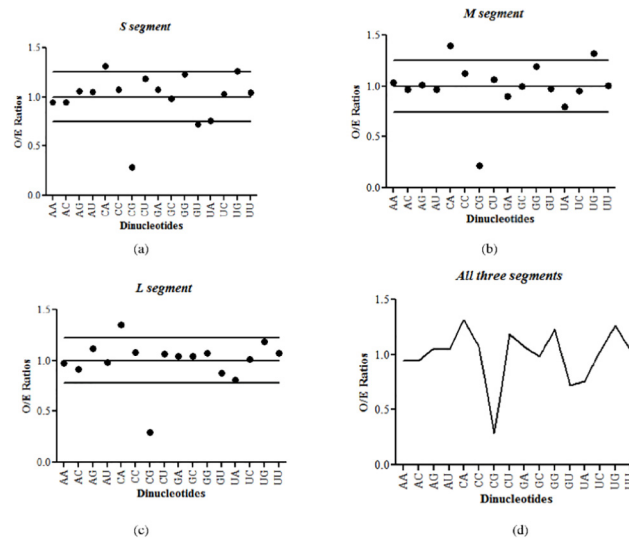 S segment
1.5
1.0
0.5
0.0
O/E Ratios
AA AC AG AU CA CC CG CU GA GC GG GU UA UC UG UU
Dinucleotides
(a)
M segment
1.5
1.0
0.5
0.0
O/E Ratios
AA AC AG AU CA CC CG CU GA GC GG GU UA UC UG UU
Dinucleotides
(b)
L segment
1.5
1.0
0.5
0.0
O/E Ratios
AA AC AG AU CA CC CG CU GA GC GG GU UA UC UG UU
Dinucleotides
(c)
All three segments
1.5
1.0
0.5
0.0
O/E Ratios
AA AC AG AU CA CC CG CU GA GC GG GU UA UC UG UU
Dinucleotides
(d)